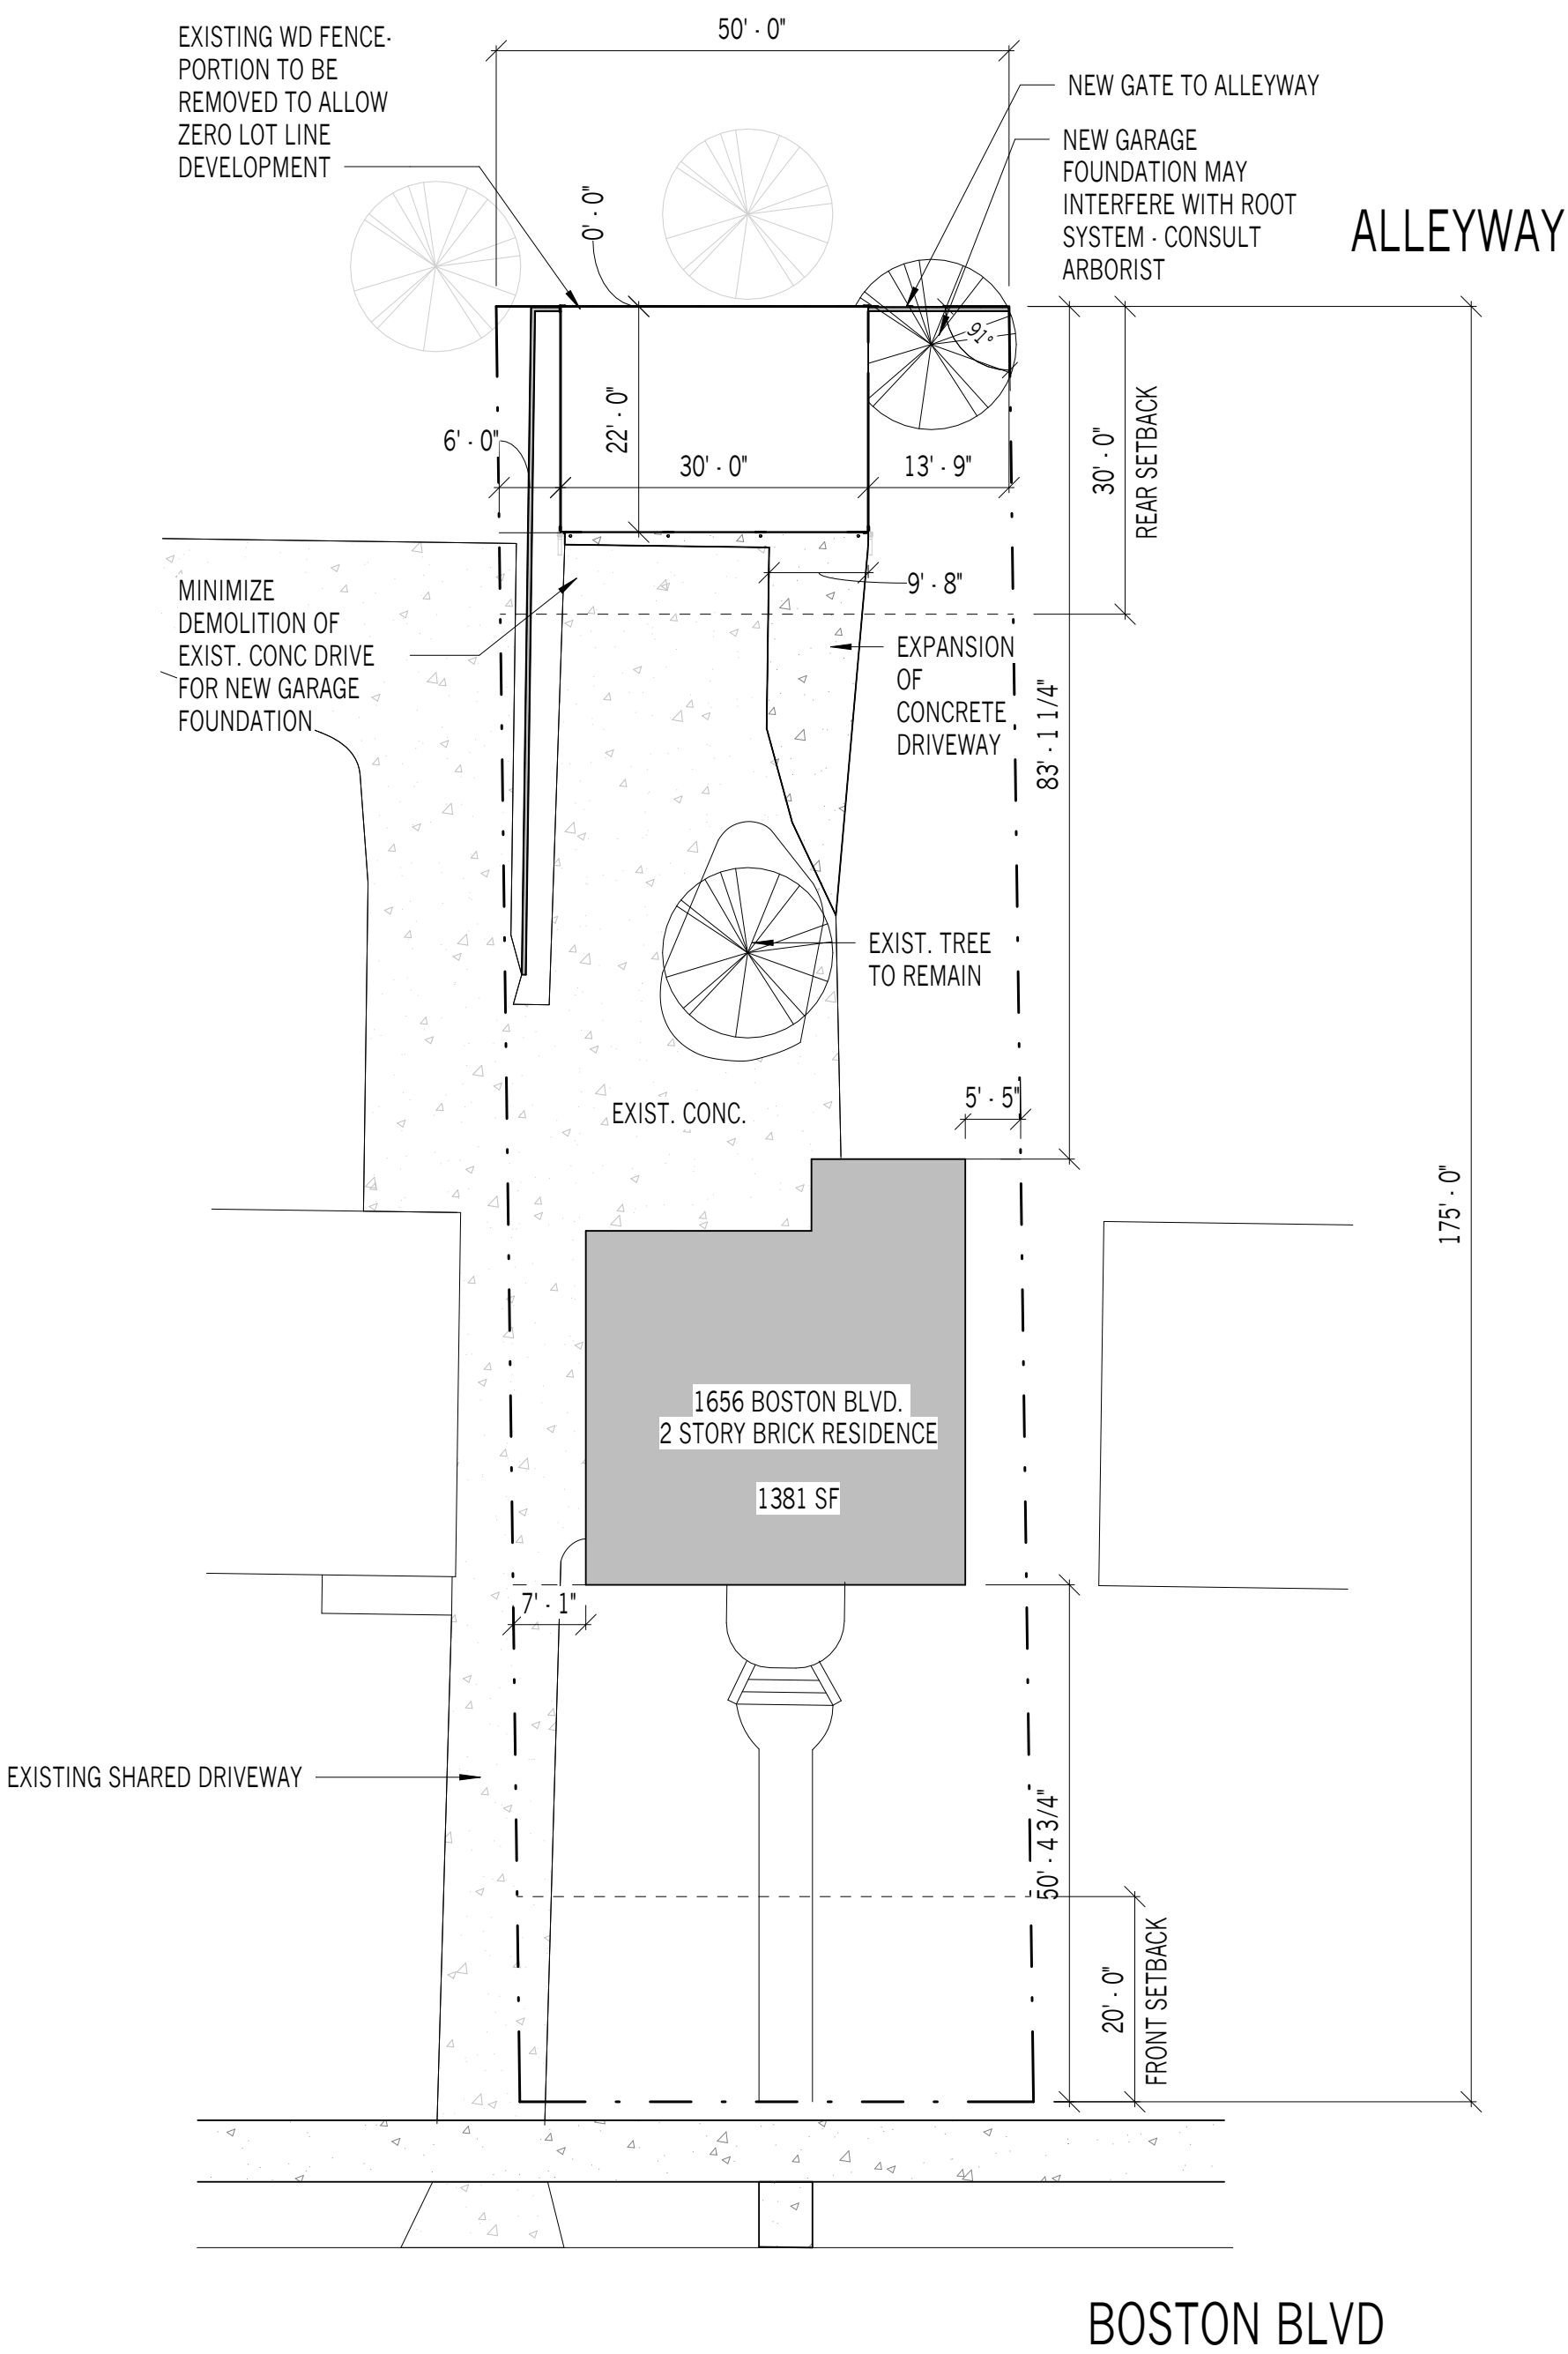 50' - 0"
EXISTING WD FENCE-
PORTION TO BE
REMOVED TO ALLOW
ZERO LOT LINE
DEVELOPMENT
NEW GATE TO ALLEYWAY
NEW GARAGE
FOUNDATION MAY
INTERFERE WITH ROOT
SYSTEM - CONSULT
ARBORIST
ALLEYWAY
0' - 0"
91°
22' - 0"
6' - 0"
30' - 0"
13' - 9"
30' - 0"
REAR SETBACK
MINIMIZE
DEMOLITION OF
EXIST. CONC DRIVE
FOR NEW GARAGE
FOUNDATION
9' - 8"
EXPANSION
OF
CONCRETE
DRIVEWAY
83' - 1 1/4"
EXIST. TREE
TO REMAIN
5' - 5"
EXIST. CONC.
175' - 0"
1656 BOSTON BLVD.
2 STORY BRICK RESIDENCE
1381 SF
7' - 1"
EXISTING SHARED DRIVEWAY
50' - 4 3/4"
20' - 0"
FRONT SETBACK
BOSTON BLVD